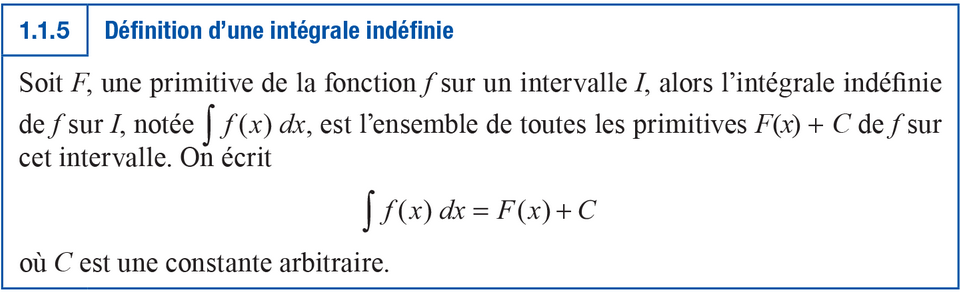 1.1.5 Définition d’une intégrale indéfinie
Soit F, une primitive de la fonction f sur un intervalle I, alors l’intégrale indéfinie
de f sur I, notée ∫ f(x) dx, est l’ensemble de toutes les primitives F(x) + C de f sur
cet intervalle. On écrit
∫ f(x) dx = F(x) + C
où C est une constante arbitraire.